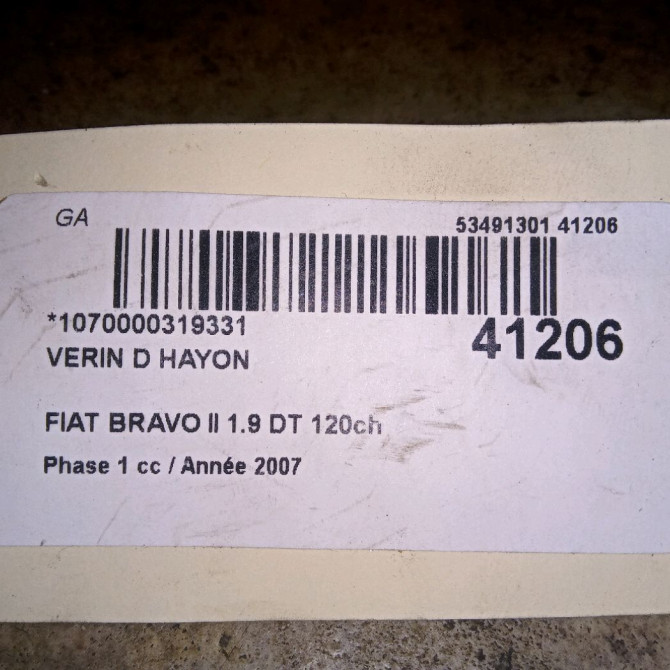 GA
53491301 41206
*1070000319331
41206
VERIN D HAYON
FIAT BRAVO II 1.9 DT 120ch
Phase 1 cc / Année 2007